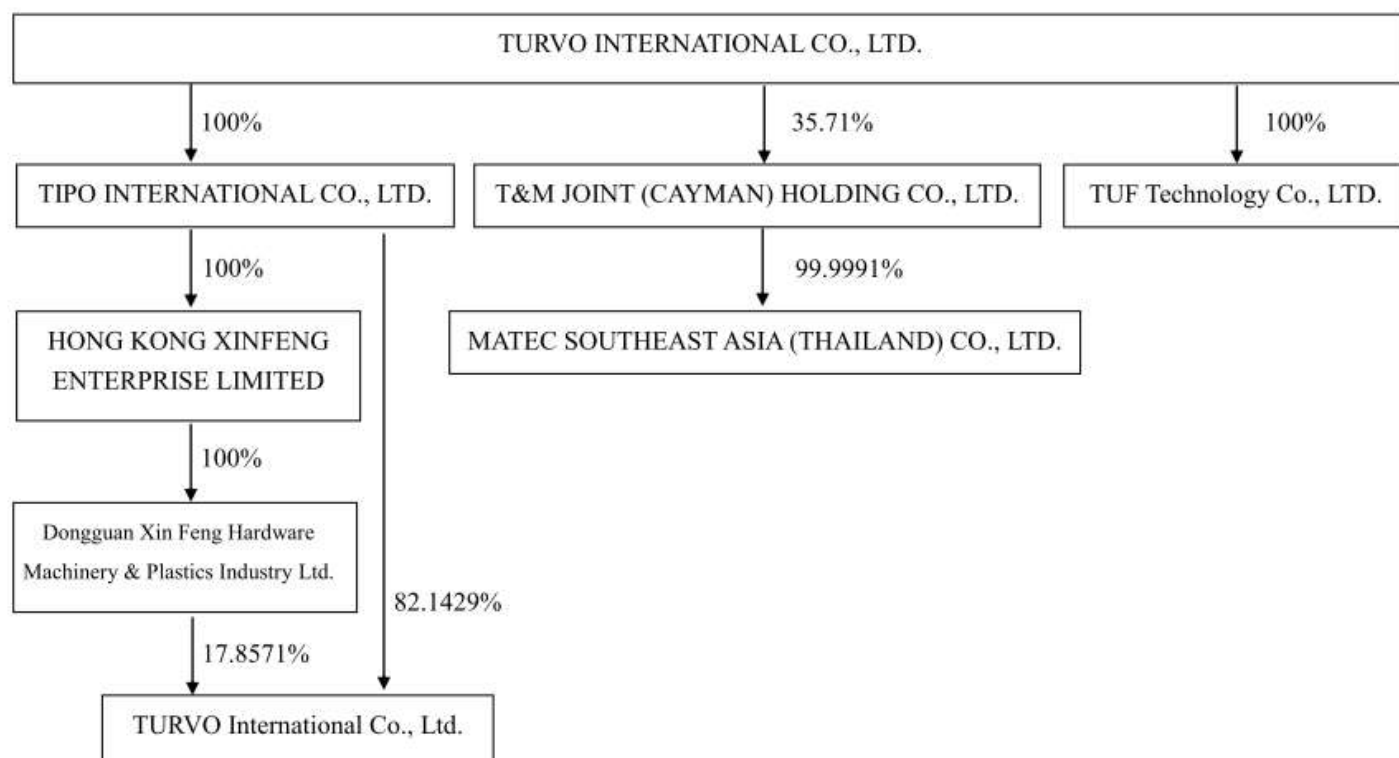 TURVO INTERNATIONAL CO., LTD.
100%
35.71%
100%
TIPO INTERNATIONAL CO., LTD.
T&M JOINT (CAYMAN) HOLDING CO., LTD.
TUF Technology Co., LTD.
100%
99.9991%
HONG KONG XINFENG
ENTERPRISE LIMITED
MATEC SOUTHEAST ASIA (THAILAND) CO., LTD.
100%
Dongguan Xin Feng Hardware
Machinery & Plastics Industry Ltd.
82.1429%
17.8571%
TURVO International Co., Ltd.